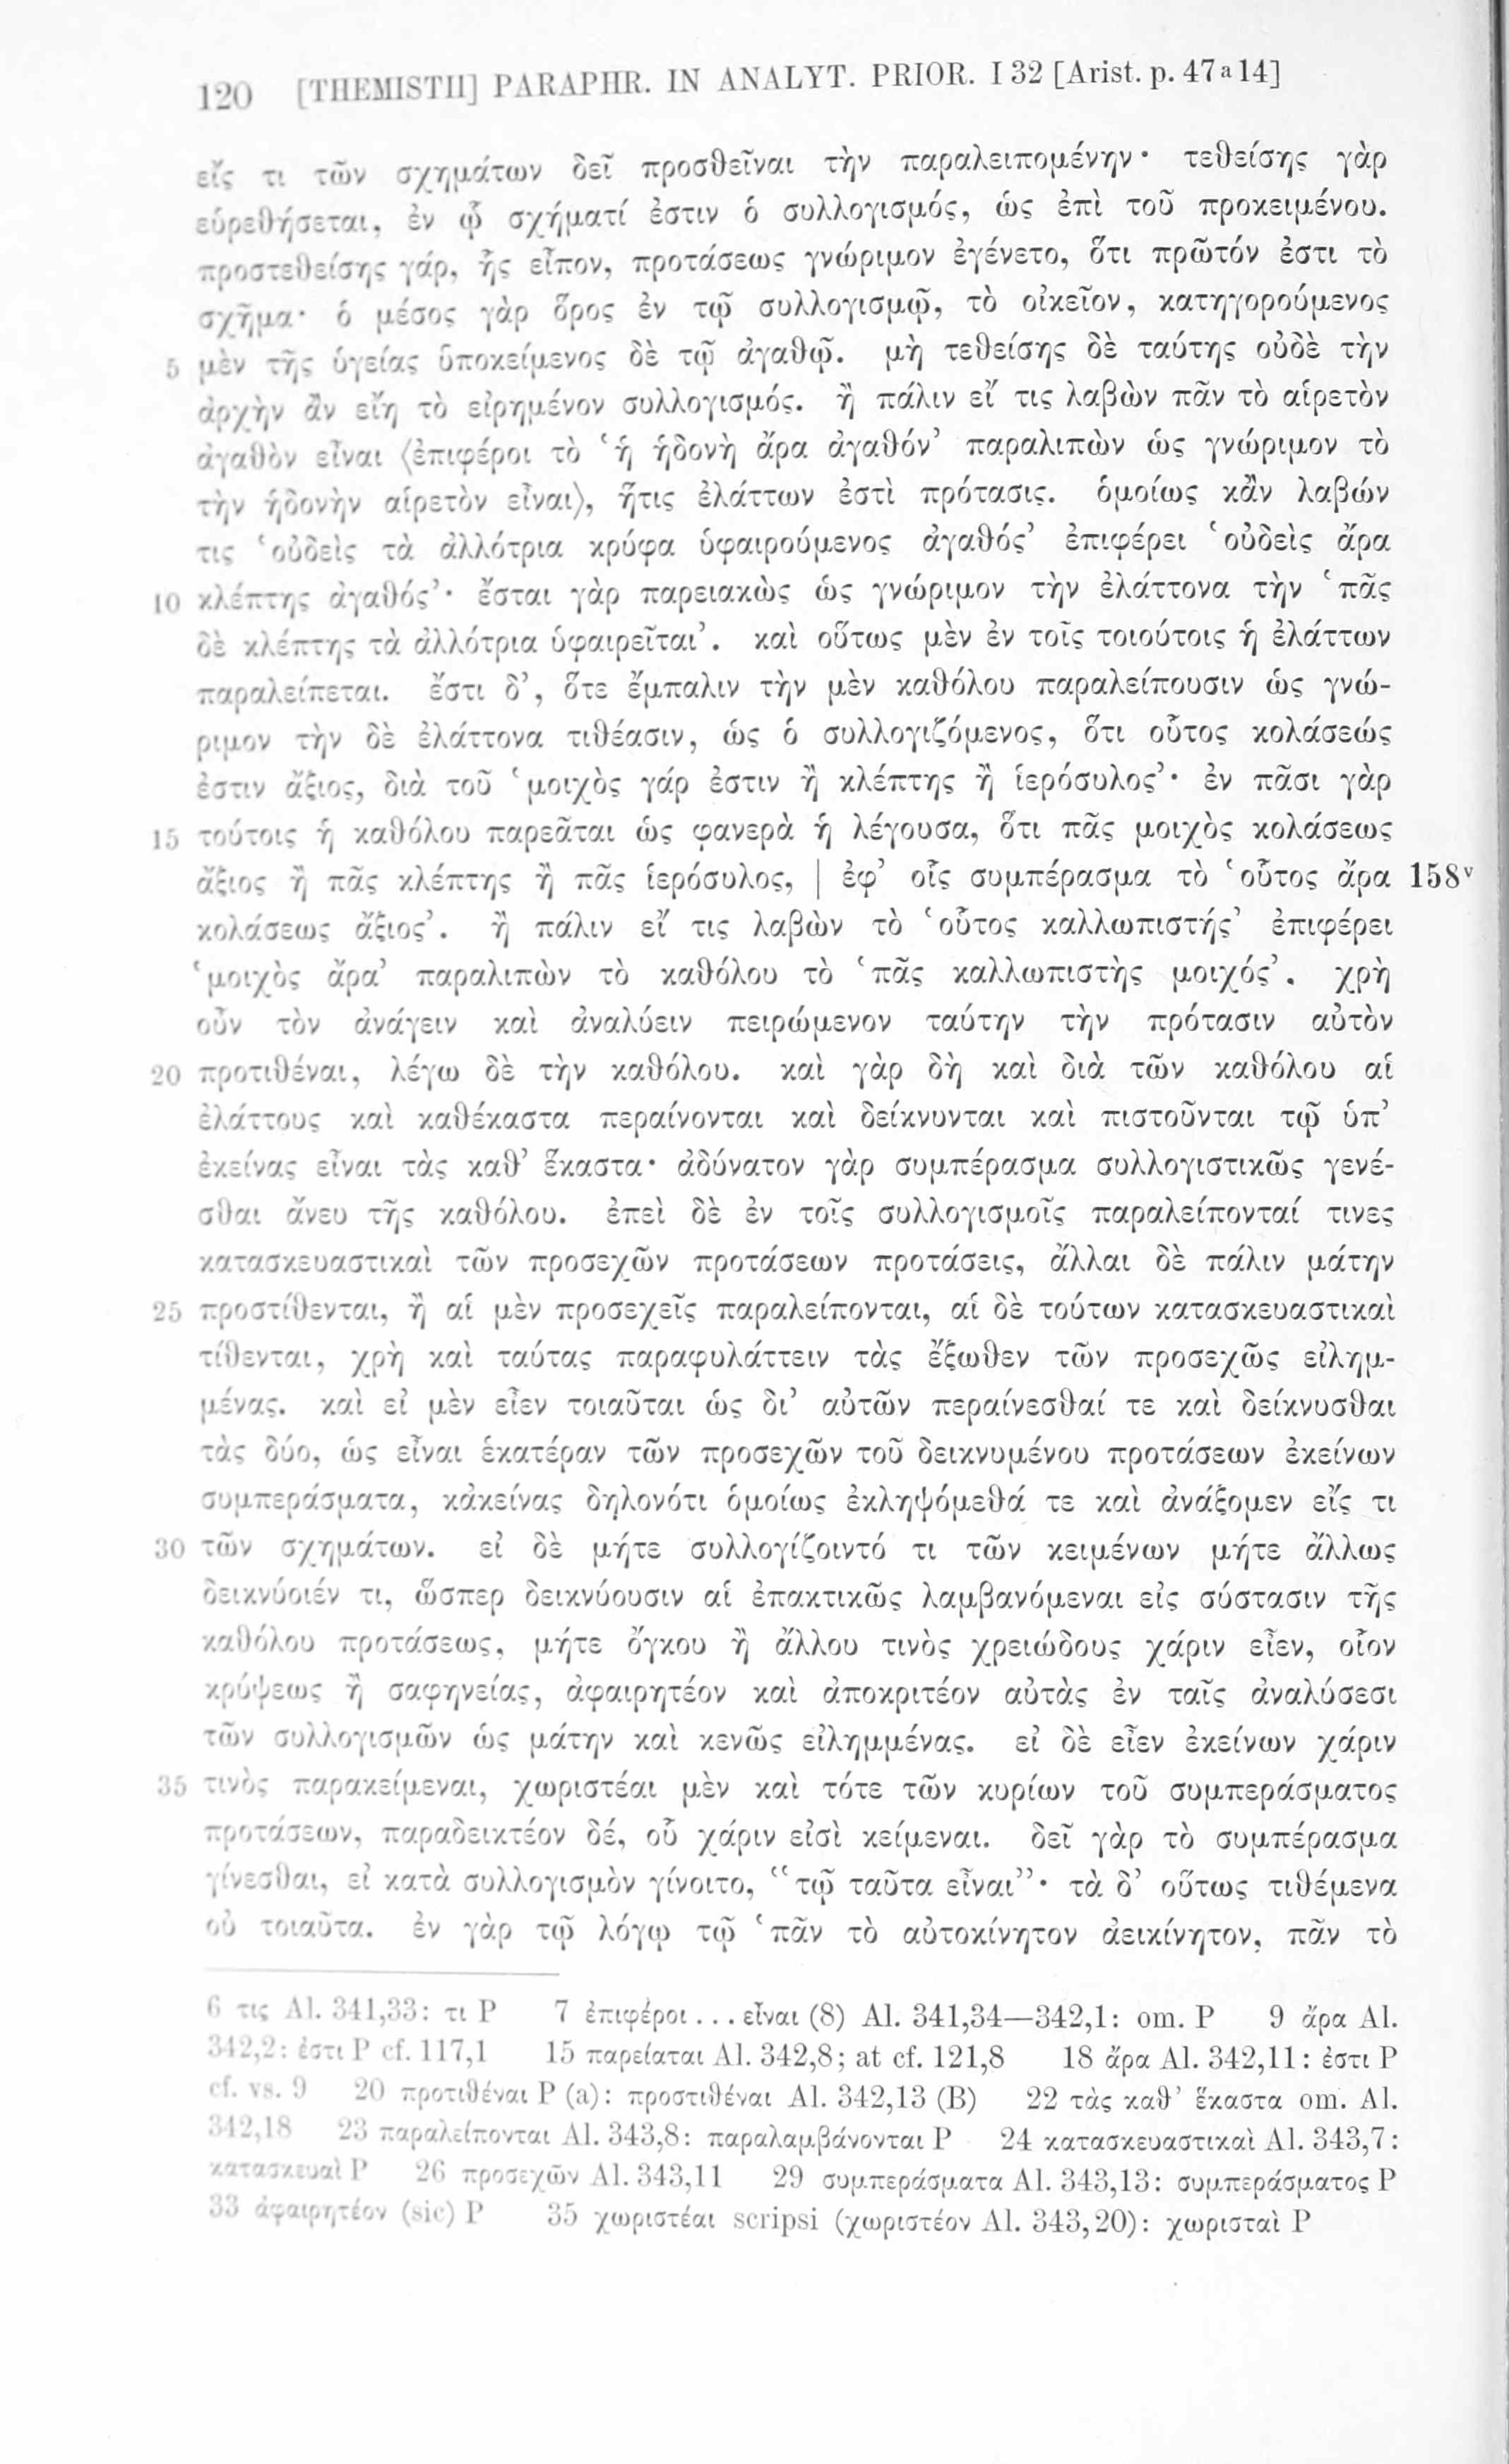 120 [THEMISTII] PARAPHR. IN ANALYT. PRIOR. I 32 [Arist. p. 47a14]
εἴς τι τῶν σχημάτων δεῖ προσθεῖναι τὴν παραλειπομένην· τεθείσης γὰρ
εὑρεθήσεται, ἐν ᾧ σχήματί ἐστιν ὁ συλλογισμός, ὡς ἐπὶ τοῦ προκειμένου.
προστεθείσης γάρ, ἧς εἶπον, προτάσεως γνώριμον ἐγένετο, ὅτι πρῶτόν ἐστι τὸ
σχῆμα· ὁ μέσος γὰρ ὅρος ἐν τῷ συλλογισμῷ, τὸ οἰκεῖον, κατηγορούμενος
5 μὲν τῆς ὑγείας ὑποκείμενος δὲ τῷ ἀγαθῷ. μὴ τεθείσης δὲ ταύτης οὐδὲ τὴν
ἀρχὴν ἂν εἴη τὸ εἰρημένον συλλογισμός. ἢ πάλιν εἴ τις λαβὼν πᾶν τὸ αἱρετὸν
ἀγαθὸν εἶναι ⟨ἐπιφέροι τὸ ‘ἡ ἡδονὴ ἄρα ἀγαθόν’ παραλιπὼν ὡς γνώριμον τὸ
τὴν ἡδονὴν αἱρετὸν εἶναι⟩, ἥτις ἐλάττων ἐστὶ πρότασις. ὁμοίως κἂν λαβών
τις ‘οὐδεὶς τὰ ἀλλότρια κρύφα ὑφαιρούμενος ἀγαθός’ ἐπιφέρει ‘οὐδεὶς ἄρα
10 κλέπτης ἀγαθός’· ἔσται γὰρ παρειακὼς ὡς γνώριμον τὴν ἐλάττονα τὴν ‘πᾶς
δὲ κλέπτης τὰ ἀλλότρια ὑφαιρεῖται’. καὶ οὕτως μὲν ἐν τοῖς τοιούτοις ἡ ἐλάττων
παραλείπεται. ἔστι δ’, ὅτε ἔμπαλιν τὴν μὲν καθόλου παραλείπουσιν ὡς γνώ-
ριμον τὴν δὲ ἐλάττονα τιθέασιν, ὡς ὁ συλλογιζόμενος, ὅτι οὗτος κολάσεώς
ἐστιν ἄξιος, διὰ τοῦ ‘μοιχὸς γάρ ἐστιν ἢ κλέπτης ἢ ἱερόσυλος’· ἐν πᾶσι γὰρ
15 τούτοις ἡ καθόλου παρεᾶται ὡς φανερὰ ἡ λέγουσα, ὅτι πᾶς μοιχὸς κολάσεως
ἄξιος ἢ πᾶς κλέπτης ἢ πᾶς ἱερόσυλος, | ἐφ’ οἷς συμπέρασμα τὸ ‘οὗτος ἄρα 158v
κολάσεως ἄξιος’. ἢ πάλιν εἴ τις λαβὼν τὸ ‘οὗτος καλλωπιστής’ ἐπιφέρει
‘μοιχὸς ἄρα’ παραλιπὼν τὸ καθόλου τὸ ‘πᾶς καλλωπιστὴς μοιχός’. χρὴ
οὖν τὸν ἀνάγειν καὶ ἀναλύειν πειρώμενον ταύτην τὴν πρότασιν αὐτὸν
20 προτιθέναι, λέγω δὲ τὴν καθόλου. καὶ γὰρ δὴ καὶ διὰ τῶν καθόλου αἱ
ἐλάττους καὶ καθέκαστα περαίνονται καὶ δείκνυνται καὶ πιστοῦνται τῷ ὑπ’
ἐκείνας εἶναι τὰς καθ’ ἕκαστα· ἀδύνατον γὰρ συμπέρασμα συλλογιστικῶς γενέ-
σθαι ἄνευ τῆς καθόλου. ἐπεὶ δὲ ἐν τοῖς συλλογισμοῖς παραλείπονταί τινες
κατασκευαστικαὶ τῶν προσεχῶν προτάσεων προτάσεις, ἄλλαι δὲ πάλιν μάτην
25 προστίθενται, ἢ αἱ μὲν προσεχεῖς παραλείπονται, αἱ δὲ τούτων κατασκευαστικαὶ
τίθενται, χρὴ καὶ ταύτας παραφυλάττειν τὰς ἔξωθεν τῶν προσεχῶς εἰλημ-
μένας. καὶ εἰ μὲν εἶεν τοιαῦται ὡς δι’ αὐτῶν περαίνεσθαί τε καὶ δείκνυσθαι
τὰς δύο, ὡς εἶναι ἑκατέραν τῶν προσεχῶν τοῦ δεικνυμένου προτάσεων ἐκείνων
συμπεράσματα, κἀκείνας δηλονότι ὁμοίως ἐκληψόμεθά τε καὶ ἀνάξομεν εἴς τι
30 τῶν σχημάτων. εἰ δὲ μήτε συλλογίζοιντό τι τῶν κειμένων μήτε ἄλλως
δεικνύοιέν τι, ὥσπερ δεικνύουσιν αἱ ἐπακτικῶς λαμβανόμεναι εἰς σύστασιν τῆς
καθόλου προτάσεως, μήτε ὄγκου ἢ ἄλλου τινὸς χρειώδους χάριν εἶεν, οἷον
κρύψεως ἢ σαφηνείας, ἀφαιρητέον καὶ ἀποκριτέον αὐτὰς ἐν ταῖς ἀναλύσεσι
τῶν συλλογισμῶν ὡς μάτην καὶ κενῶς εἰλημμένας. εἰ δὲ εἶεν ἐκείνων χάριν
35 τινὸς παρακείμεναι, χωριστέαι μὲν καὶ τότε τῶν κυρίων τοῦ συμπεράσματος
προτάσεων, παραδεικτέον δέ, οὗ χάριν εἰσὶ κείμεναι. δεῖ γὰρ τὸ συμπέρασμα
γίνεσθαι, εἰ κατὰ συλλογισμὸν γίνοιτο, “τῷ ταῦτα εἶναι”· τὰ δ’ οὕτως τιθέμενα
οὐ τοιαῦτα. ἐν γὰρ τῷ λόγῳ τῷ ‘πᾶν τὸ αὐτοκίνητον ἀεικίνητον, πᾶν τὸ
6 τις Al. 341,33: τι P 7 ἐπιφέροι . . . εἶναι (8) Al. 341,34—342,1: om. P 9 ἄρα Al.
342,2: ἐστι P cf. 117,1 15 παρείαται Al. 342,8; at cf. 121,8 18 ἄρα Al. 342,11: ἐστι P
cf. vs. 9 20 προτιθέναι P (a): προστιθέναι Al. 342,13 (B) 22 τὰς καθ’ ἕκαστα om. Al.
342,18 23 παραλείπονται Al. 343,8: παραλαμβάνονται P 24 κατασκευαστικαὶ Al. 343,7:
κατασκευαὶ P 26 προσεχῶν Al. 343,11 29 συμπεράσματα Al. 343,13: συμπεράσματος P
33 ἀφαιρητέον (sic) P 35 χωριστέαι scripsi (χωριστέον Al. 343,20): χωρισταὶ P